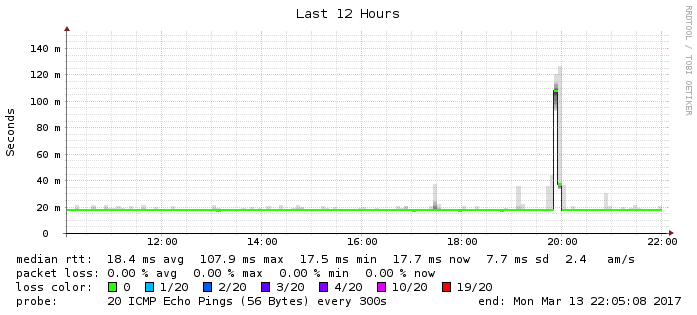 Last 12 Hours
RRDTOOL / TOBI OETIKER
Seconds
140 m
120 m
100 m
80 m
60 m
40 m
20 m
0
12:00 14:00 16:00 18:00 20:00 22:00
median rtt: 18.4 ms avg 107.9 ms max 17.5 ms min 17.7 ms now 7.7 ms sd 2.4 am/s
packet loss: 0.00 % avg 0.00 % max 0.00 % min 0.00 % now
loss color: 0 1/20 2/20 3/20 4/20 10/20 19/20
probe: 20 ICMP Echo Pings (56 Bytes) every 300s end: Mon Mar 13 22:05:08 2017